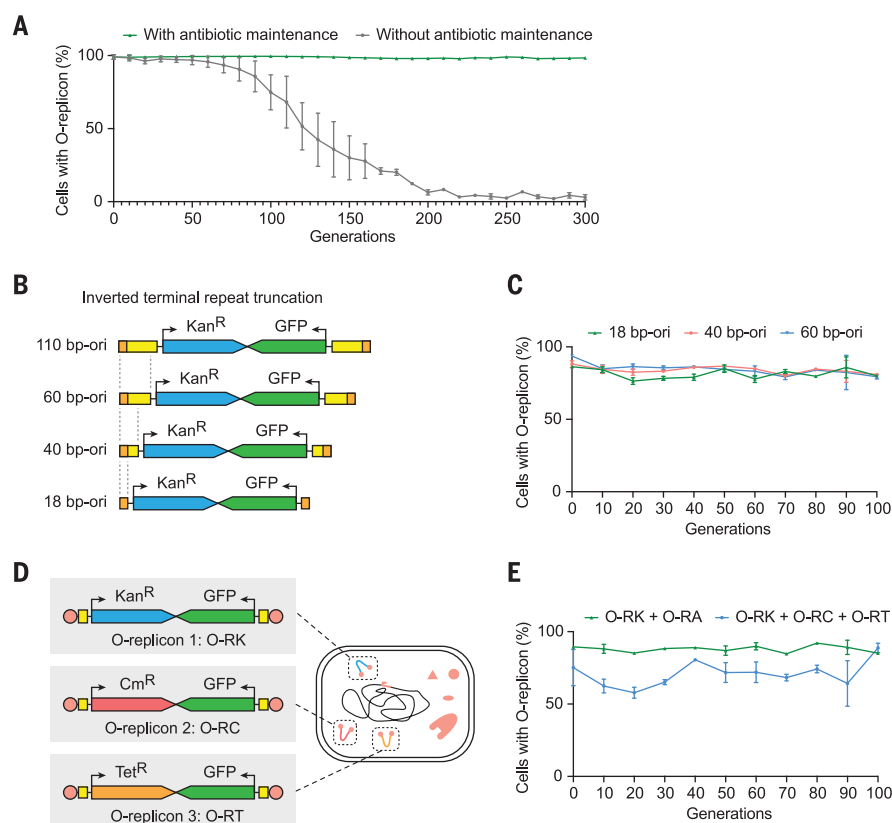 A
With antibiotic maintenance
Without antibiotic maintenance
Cells with O-replicon (%)
100
50
0
0
50
100
150
200
250
300
Generations
B
Inverted terminal repeat truncation
110 bp-ori
Kan^R
GFP
60 bp-ori
Kan^R
GFP
40 bp-ori
Kan^R
GFP
18 bp-ori
Kan^R
GFP
C
18 bp-ori
40 bp-ori
60 bp-ori
Cells with O-replicon (%)
100
50
0
0
10
20
30
40
50
60
70
80
90
100
Generations
D
Kan^R
GFP
O-replicon 1: O-RK
Cm^R
GFP
O-replicon 2: O-RC
Tet^R
GFP
O-replicon 3: O-RT
E
O-RK + O-RA
O-RK + O-RC + O-RT
Cells with O-replicon (%)
100
50
0
0
10
20
30
40
50
60
70
80
90
100
Generations